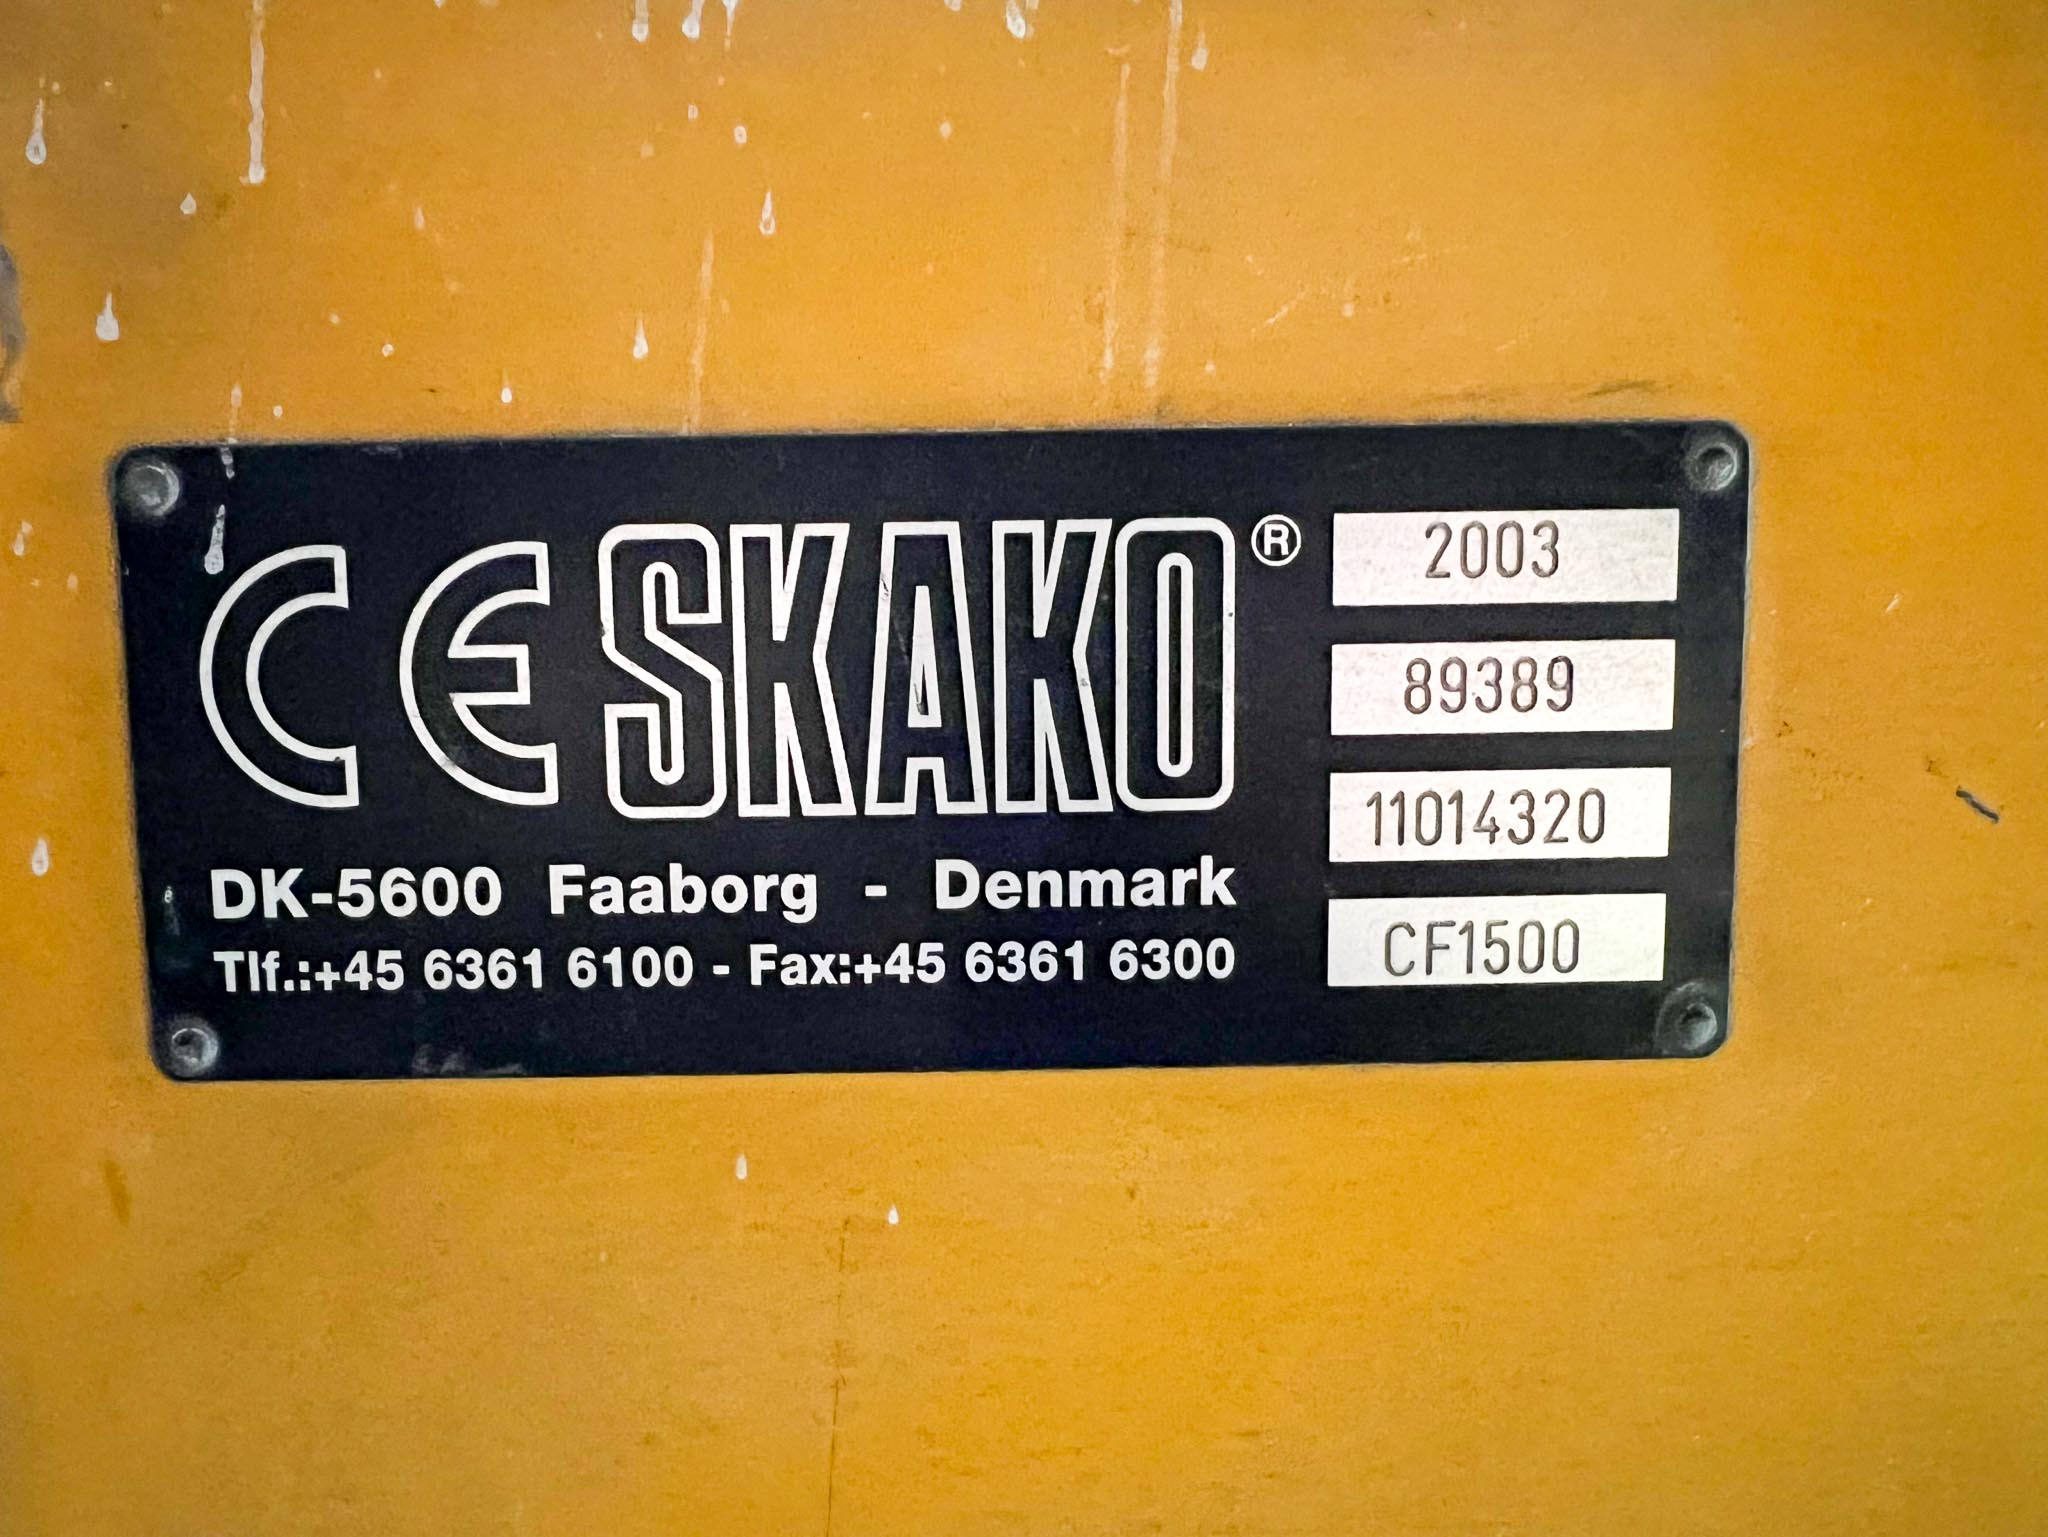 CE SKAKO®
DK-5600 Faaborg - Denmark
Tlf.:+45 6361 6100 - Fax:+45 6361 6300
2003
89389
11014320
CF1500